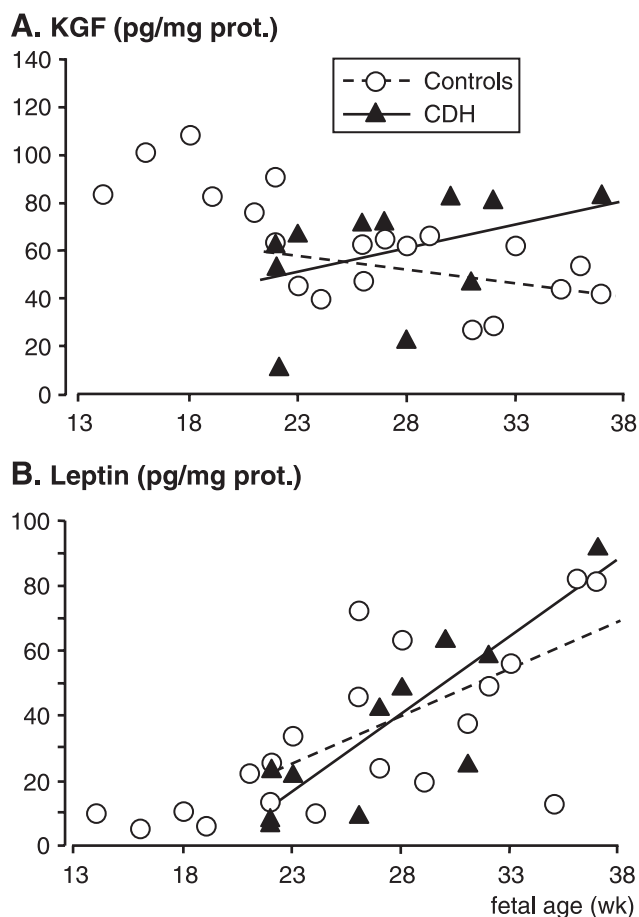 A. KGF (pg/mg prot.)
140
120
100
80
60
40
20
0
Controls
CDH
13 18 23 28 33 38
B. Leptin (pg/mg prot.)
100
80
60
40
20
0
13 18 23 28 33 38
fetal age (wk)